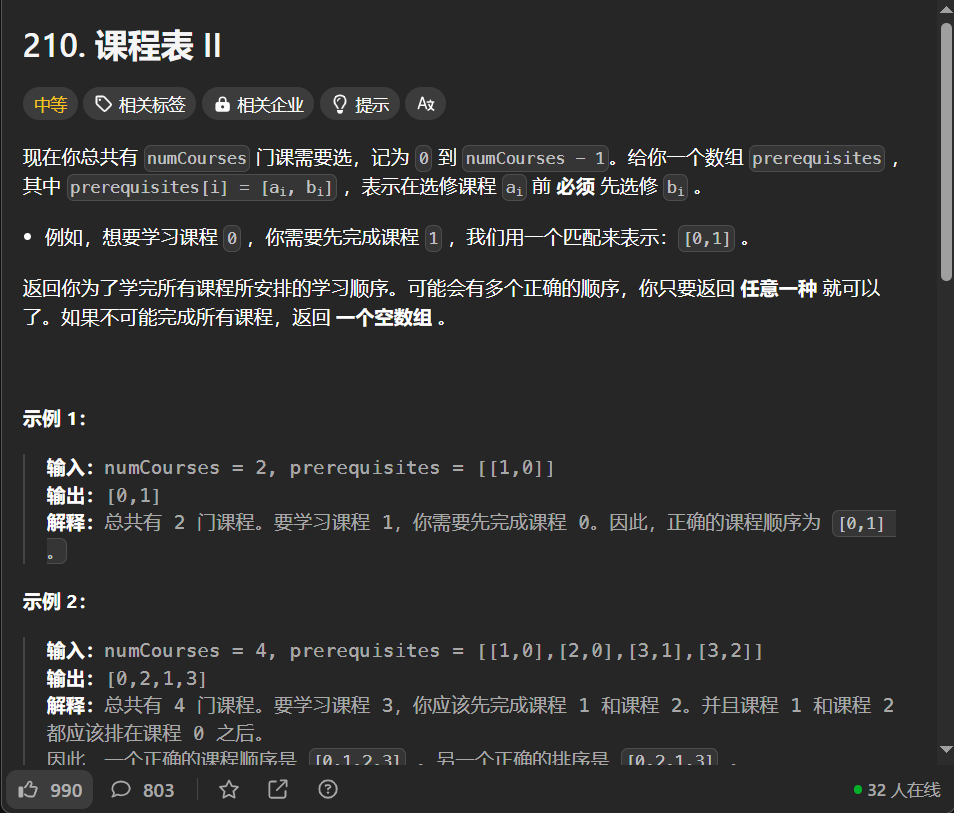 210. 课程表 II
中等 相关标签 相关企业 提示 Aあ
现在你总共有 numCourses 门课需要选，记为 0 到 numCourses - 1。给你一个数组 prerequisites ，
其中 prerequisites[i] = [ai, bi] ，表示在选修课程 ai 前 必须 先选修 bi 。
• 例如，想要学习课程 0 ，你需要先完成课程 1 ，我们用一个匹配来表示：[0,1] 。
返回你为了学完所有课程所安排的学习顺序。可能会有多个正确的顺序，你只要返回 任意一种 就可以
了。如果不可能完成所有课程，返回 一个空数组 。
示例 1：
输入：numCourses = 2, prerequisites = [[1,0]]
输出：[0,1]
解释：总共有 2 门课程。要学习课程 1，你需要先完成课程 0。因此，正确的课程顺序为 [0,1]
。
示例 2：
输入：numCourses = 4, prerequisites = [[1,0],[2,0],[3,1],[3,2]]
输出：[0,2,1,3]
解释：总共有 4 门课程。要学习课程 3，你应该先完成课程 1 和课程 2。并且课程 1 和课程 2
都应该排在课程 0 之后。
因此，一个正确的课程顺序是 [0,1,2,3] 。另一个正确的排序是 [0,2,1,3] 。
990 803 32 人在线